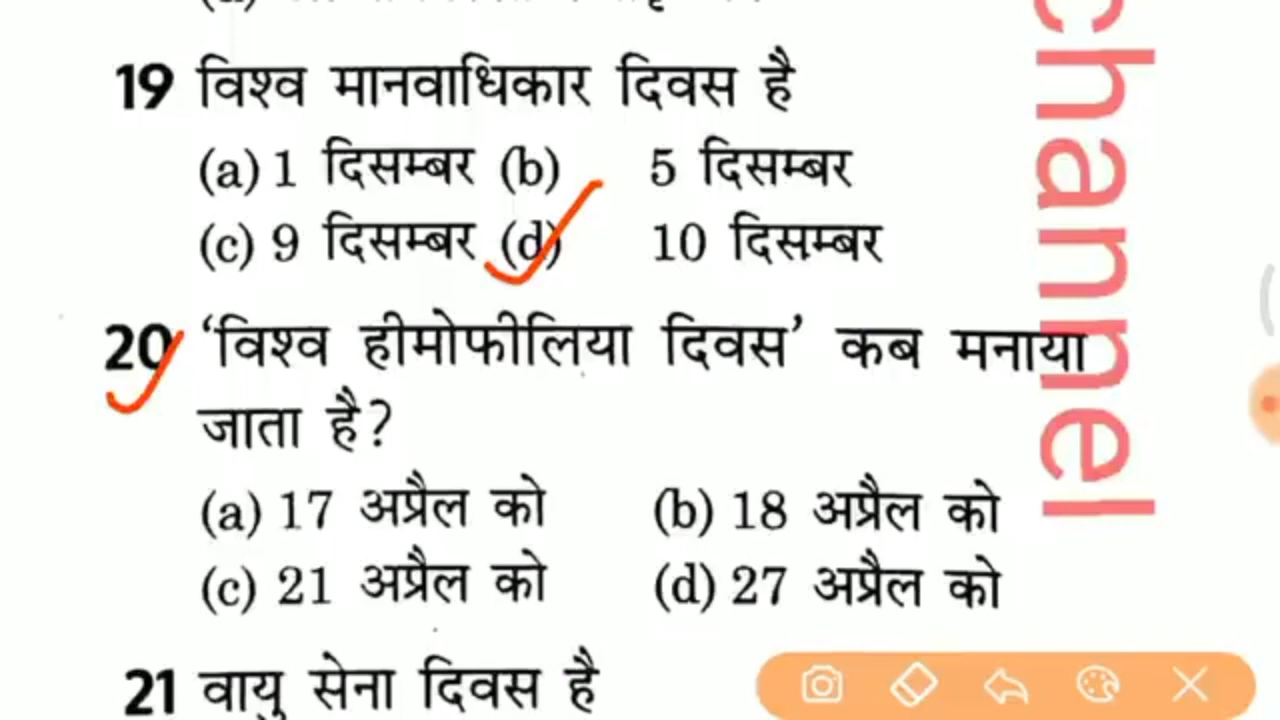 19 विश्व मानवाधिकार दिवस है
(a) 1 दिसम्बर (b) 5 दिसम्बर
(c) 9 दिसम्बर (d) 10 दिसम्बर
20 ‘विश्व हीमोफीलिया दिवस’ कब मनाया
जाता है?
(a) 17 अप्रैल को (b) 18 अप्रैल को
(c) 21 अप्रैल को (d) 27 अप्रैल को
21 वायु सेना दिवस है
channel